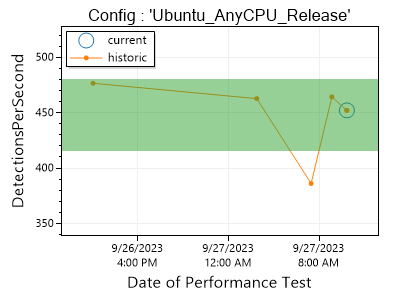 Config : 'Ubuntu_AnyCPU_Release'
current
historic
DetectionsPerSecond
500
450
400
350
9/26/2023
4:00 PM
9/27/2023
12:00 AM
9/27/2023
8:00 AM
Date of Performance Test